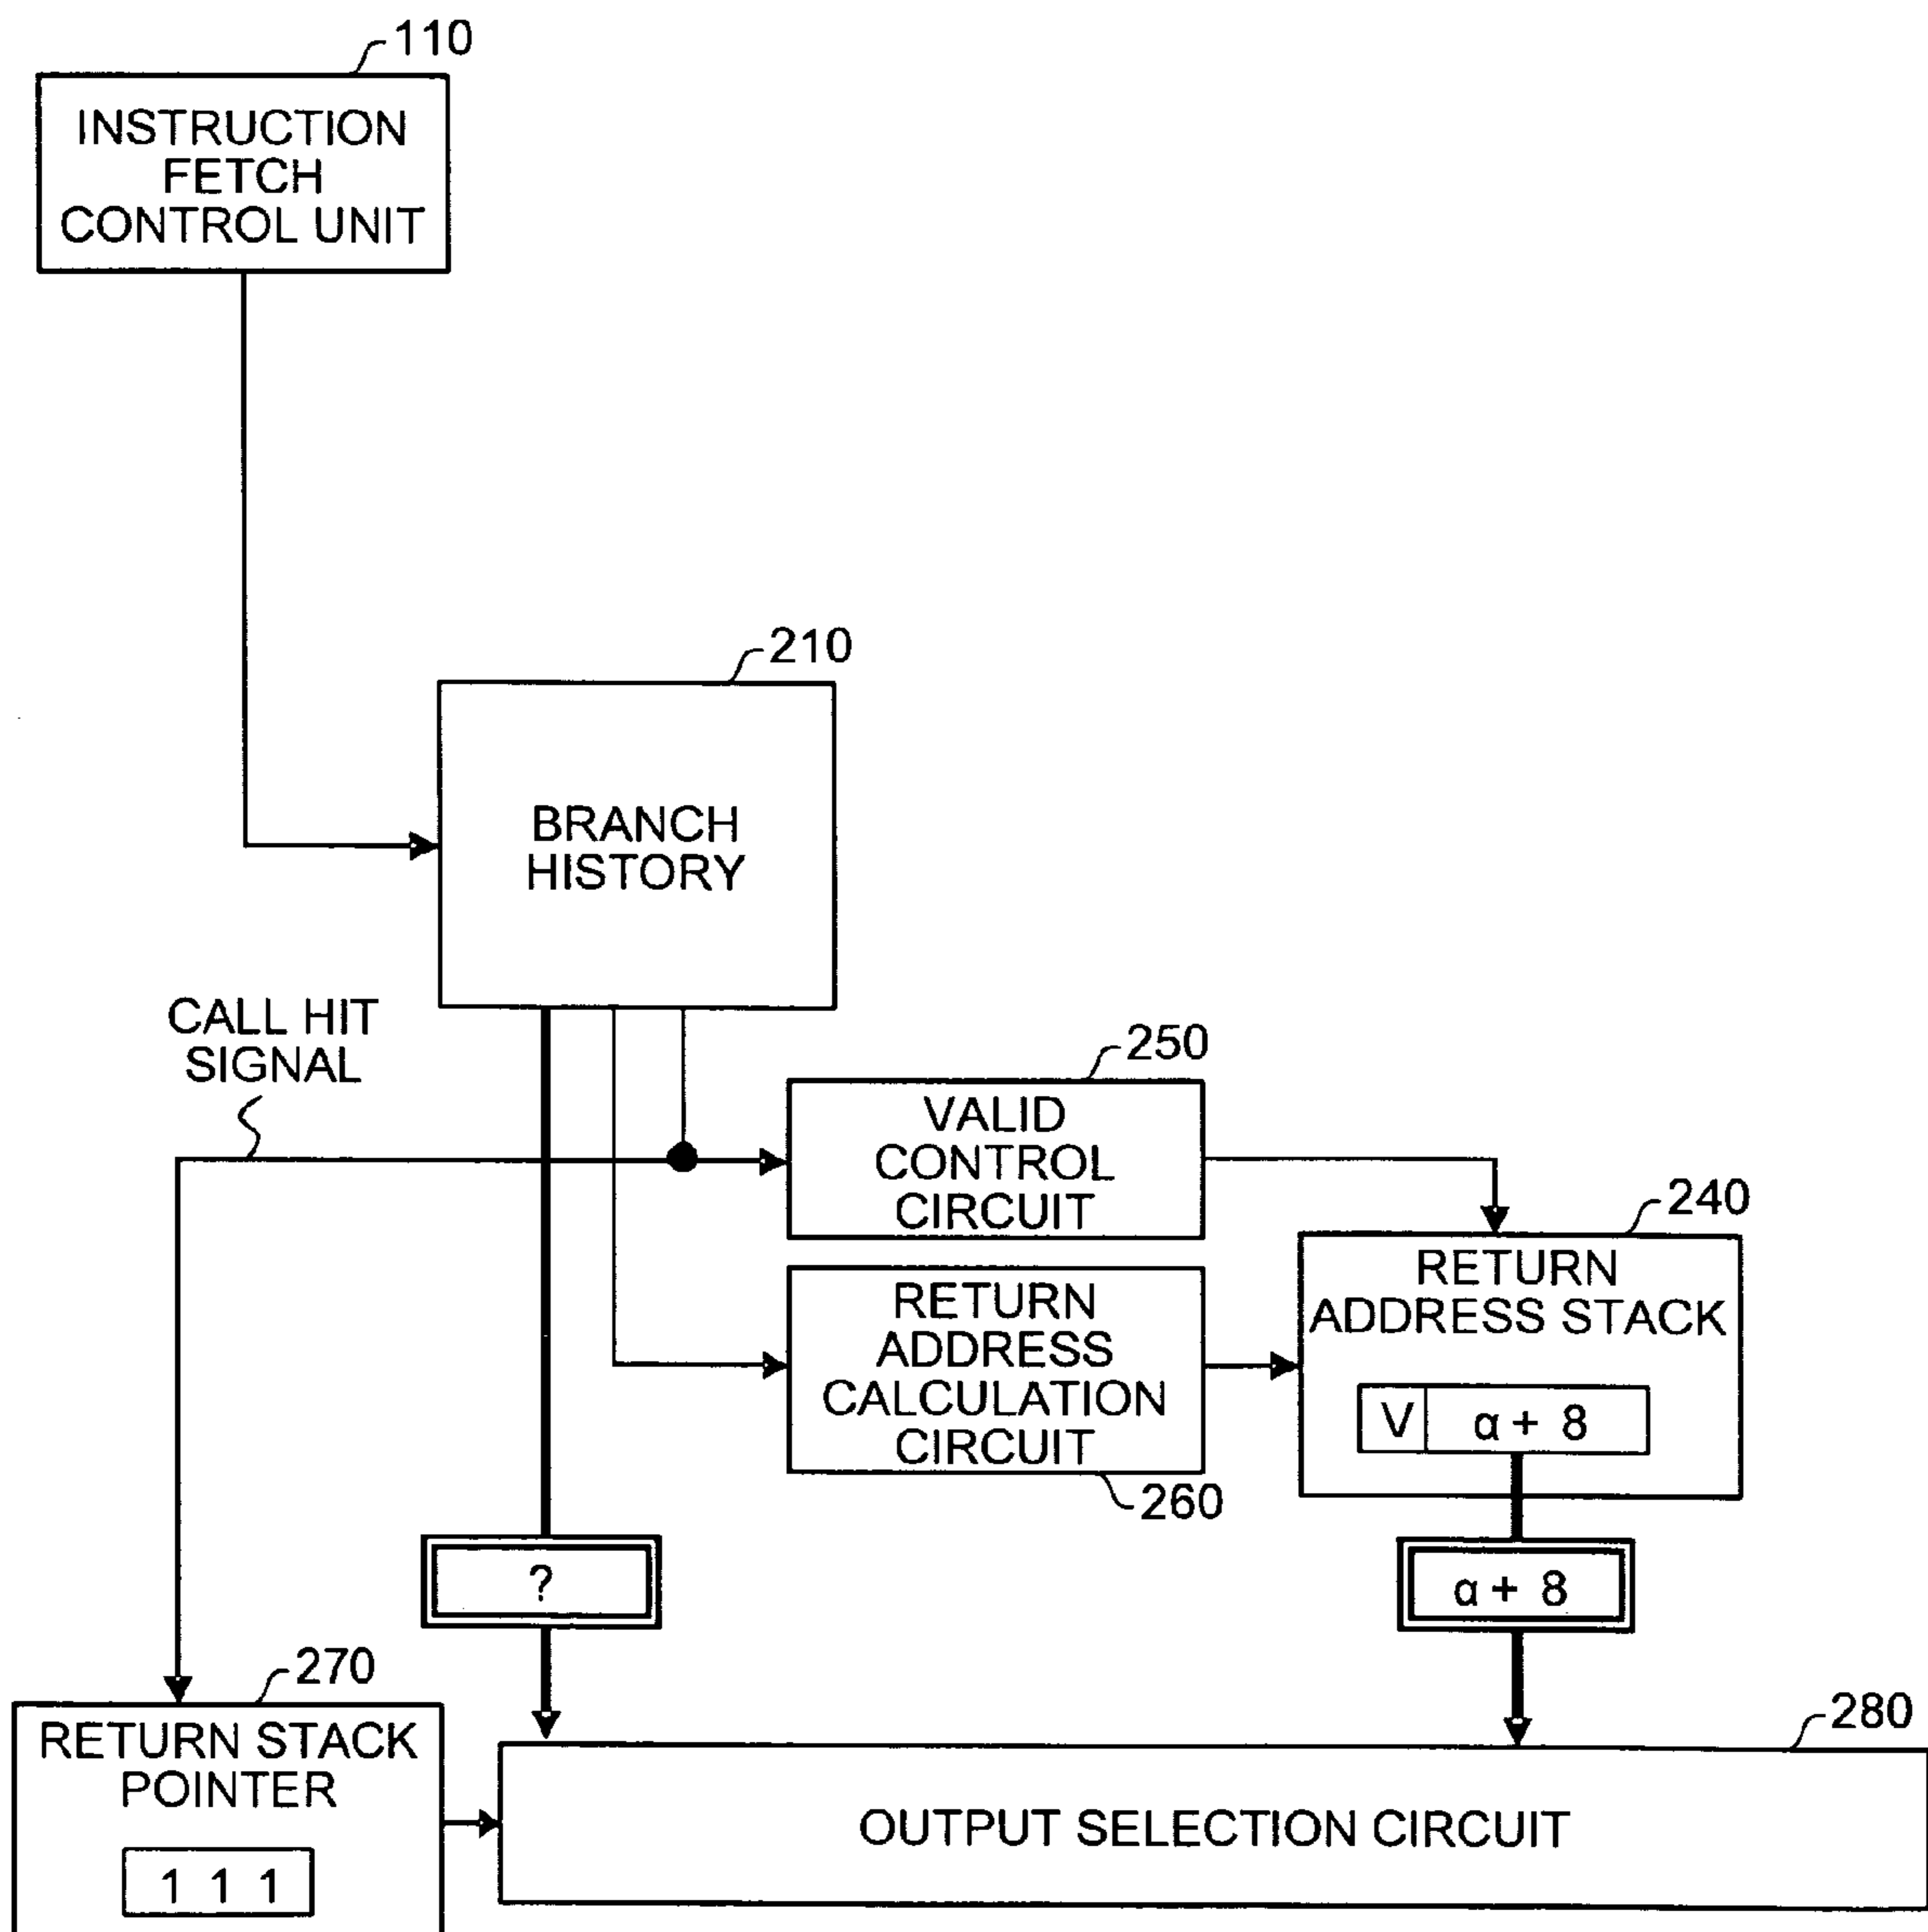 110
INSTRUCTION
FETCH
CONTROL UNIT
210
BRANCH
HISTORY
CALL HIT
SIGNAL
250
VALID
CONTROL
CIRCUIT
240
RETURN
ADDRESS STACK
V α + 8
RETURN
ADDRESS
CALCULATION
CIRCUIT
260
?
α + 8
270
RETURN STACK
POINTER
1 1 1
280
OUTPUT SELECTION CIRCUIT